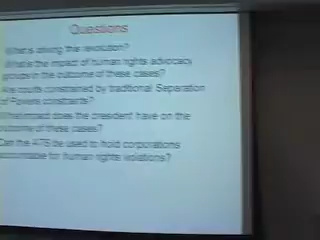 Questions
What is driving this revolution?
What is the impact of human rights advocacy
groups in the outcome of these cases?
Are courts constrained by traditional Separation
of Powers constraints?
What impact does the president have on the
outcome of these cases?
Can the ATS be used to hold corporations
accountable for human rights violations?